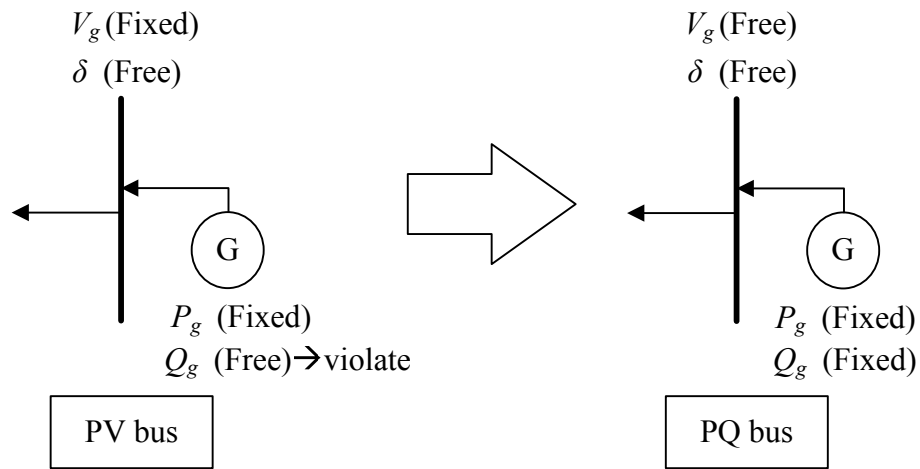 V_g (Fixed)
δ (Free)
G
P_g (Fixed)
Q_g (Free)→violate
PV bus
V_g (Free)
δ (Free)
G
P_g (Fixed)
Q_g (Fixed)
PQ bus